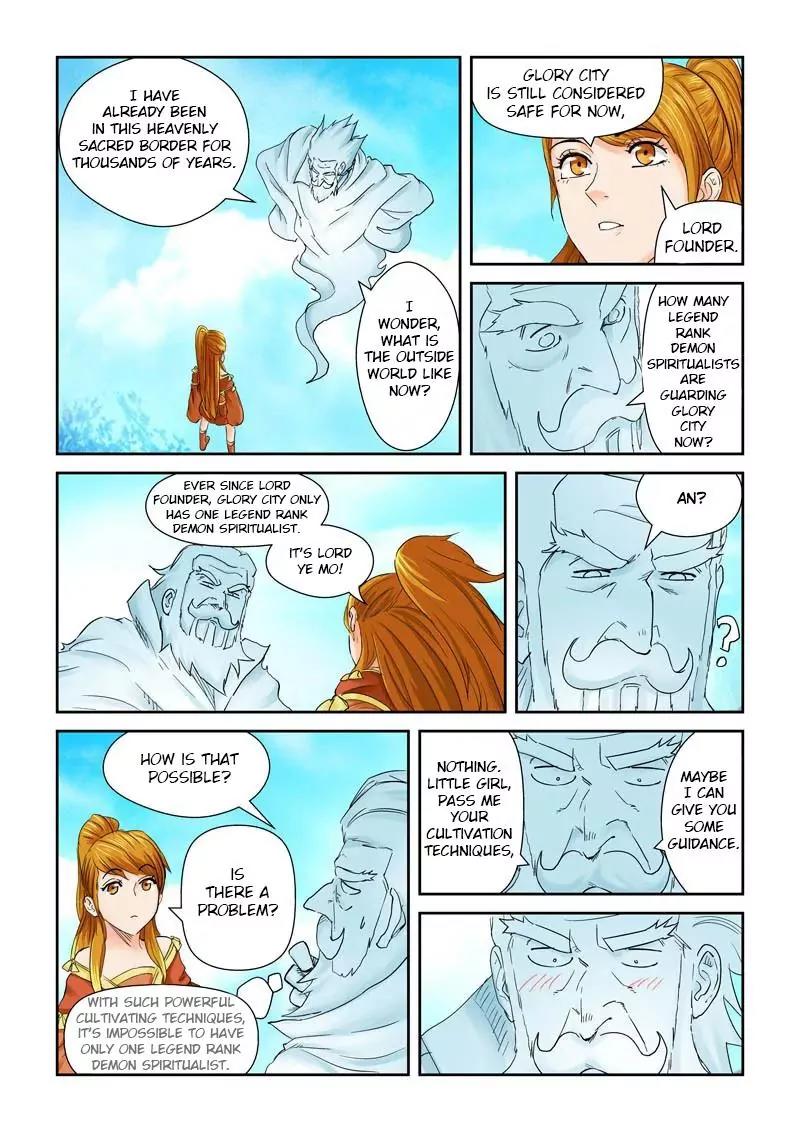 I HAVE
ALREADY BEEN
IN THIS HEAVENLY
SACRED BORDER FOR
THOUSANDS OF YEARS.
I
WONDER,
WHAT IS
THE OUTSIDE
WORLD LIKE
NOW?
GLORY CITY
IS STILL CONSIDERED
SAFE FOR NOW,
LORD
FOUNDER.
HOW MANY
LEGEND
RANK
DEMON
SPIRITUALISTS
ARE
GUARDING
GLORY
CITY
NOW?
EVER SINCE LORD
FOUNDER, GLORY CITY ONLY
HAS ONE LEGEND RANK
DEMON SPIRITUALIST.
IT'S LORD
YE MO!
AN?
?
HOW IS THAT
POSSIBLE?
IS
THERE A
PROBLEM?
WITH SUCH POWERFUL
CULTIVATING TECHNIQUES,
IT'S IMPOSSIBLE TO HAVE
ONLY ONE LEGEND RANK
DEMON SPIRITUALIST.
NOTHING.
LITTLE GIRL,
PASS ME
YOUR
CULTIVATION
TECHNIQUES,
MAYBE
I CAN
GIVE YOU
SOME
GUIDANCE.